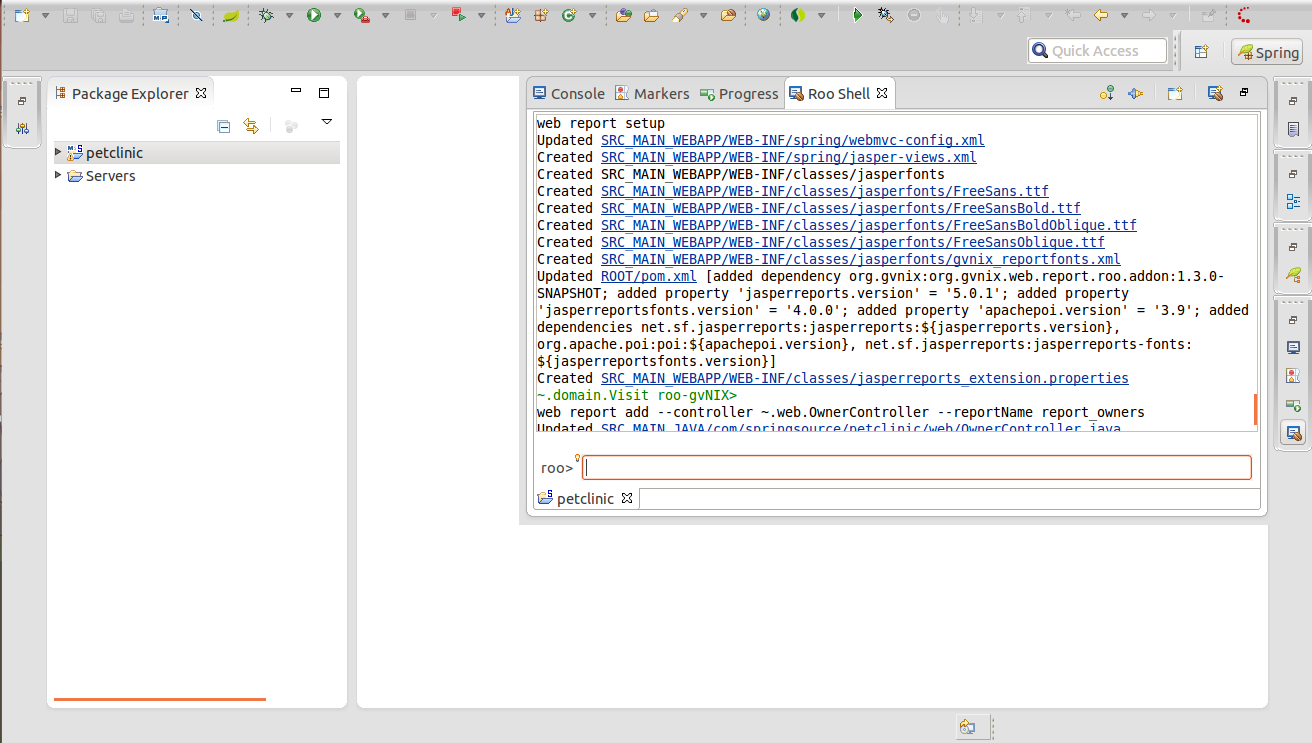 Quick Access
Spring
Package Explorer
petclinic
Servers
Console
Markers
Progress
Roo Shell
web report setup
Updated SRC_MAIN_WEBAPP/WEB-INF/spring/webmvc-config.xml
Created SRC_MAIN_WEBAPP/WEB-INF/spring/jasper-views.xml
Created SRC_MAIN_WEBAPP/WEB-INF/classes/jasperfonts
Created SRC_MAIN_WEBAPP/WEB-INF/classes/jasperfonts/FreeSans.ttf
Created SRC_MAIN_WEBAPP/WEB-INF/classes/jasperfonts/FreeSansBold.ttf
Created SRC_MAIN_WEBAPP/WEB-INF/classes/jasperfonts/FreeSansBoldOblique.ttf
Created SRC_MAIN_WEBAPP/WEB-INF/classes/jasperfonts/FreeSansOblique.ttf
Created SRC_MAIN_WEBAPP/WEB-INF/classes/jasperfonts/gvnix_reportfonts.xml
Updated ROOT/pom.xml [added dependency org.gvnix:org.gvnix.web.report.roo.addon:1.3.0-
SNAPSHOT; added property 'jasperreports.version' = '5.0.1'; added property
'jasperreportsfonts.version' = '4.0.0'; added property 'apachepoi.version' = '3.9'; added
dependencies net.sf.jasperreports:jasperreports:${jasperreports.version},
org.apache.poi:poi:${apachepoi.version}, net.sf.jasperreports:jasperreports-fonts:
${jasperreportsfonts.version}]
Created SRC_MAIN_WEBAPP/WEB-INF/classes/jasperreports_extension.properties
~.domain.Visit roo-gvNIX>
web report add --controller ~.web.OwnerController --reportName report_owners
Updated SRC_MAIN_JAVA/com/springsource/petclinic/web/OwnerController.java
roo>
petclinic